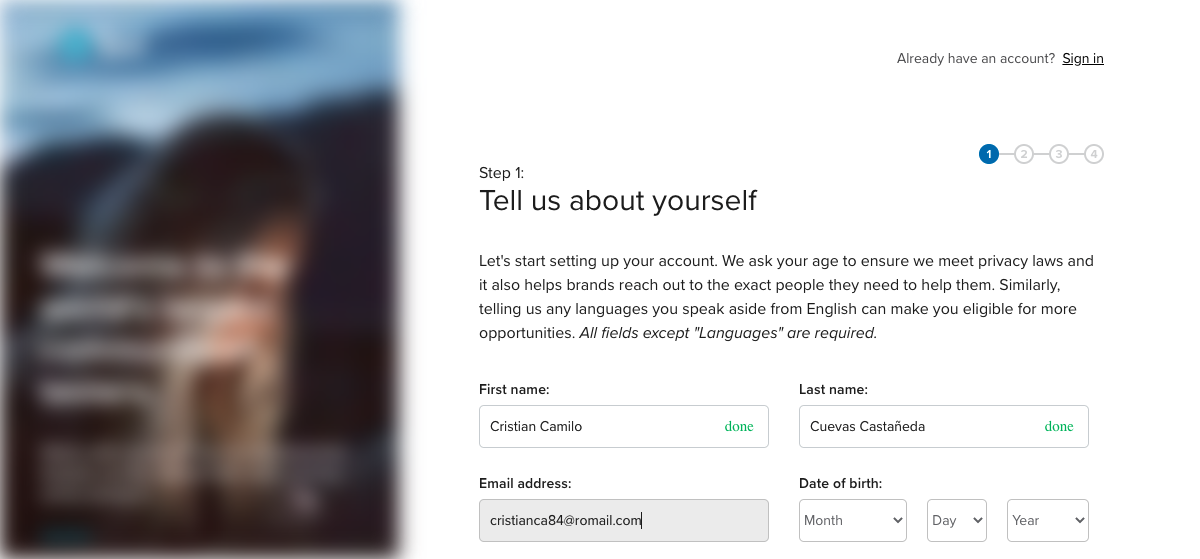 Already have an account? Sign in
1 2 3 4
Step 1:
Tell us about yourself
Let's start setting up your account. We ask your age to ensure we meet privacy laws and
it also helps brands reach out to the exact people they need to help them. Similarly,
telling us any languages you speak aside from English can make you eligible for more
opportunities. All fields except "Languages" are required.
First name:
Last name:
Cristian Camilo done
Cuevas Castañeda done
Email address:
Date of birth:
cristianca84@romail.com
Month Day Year